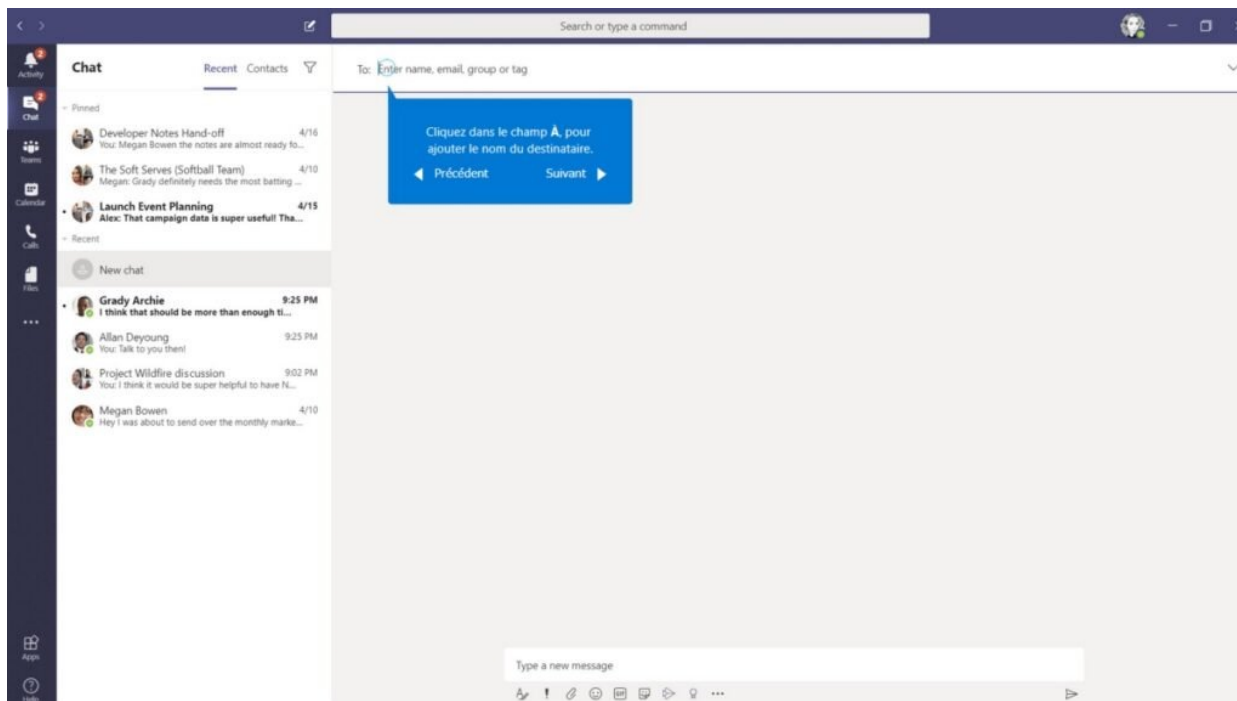 Search or type a command
2
Activity
2
Chat
Teams
Calendar
Calls
Files
Apps
Help
Chat
Recent Contacts
Pinned
Developer Notes Hand-off 4/16
You: Megan Bowen the notes are almost ready fo...
The Soft Serves (Softball Team) 4/10
Megan: Grady definitely needs the most batting ...
Launch Event Planning 4/15
Alex: That campaign data is super useful! Tha...
Recent
New chat
Grady Archie 9:25 PM
I think that should be more than enough ti...
Allan Deyoung 9:25 PM
You: Talk to you then!
Project Wildfire discussion 9:02 PM
You: I think it would be super helpful to have N...
Megan Bowen 4/10
Hey I was about to send over the monthly marke...
To: Enter name, email, group or tag
Cliquez dans le champ À, pour
ajouter le nom du destinataire.
Précédent Suivant
Type a new message
GIF